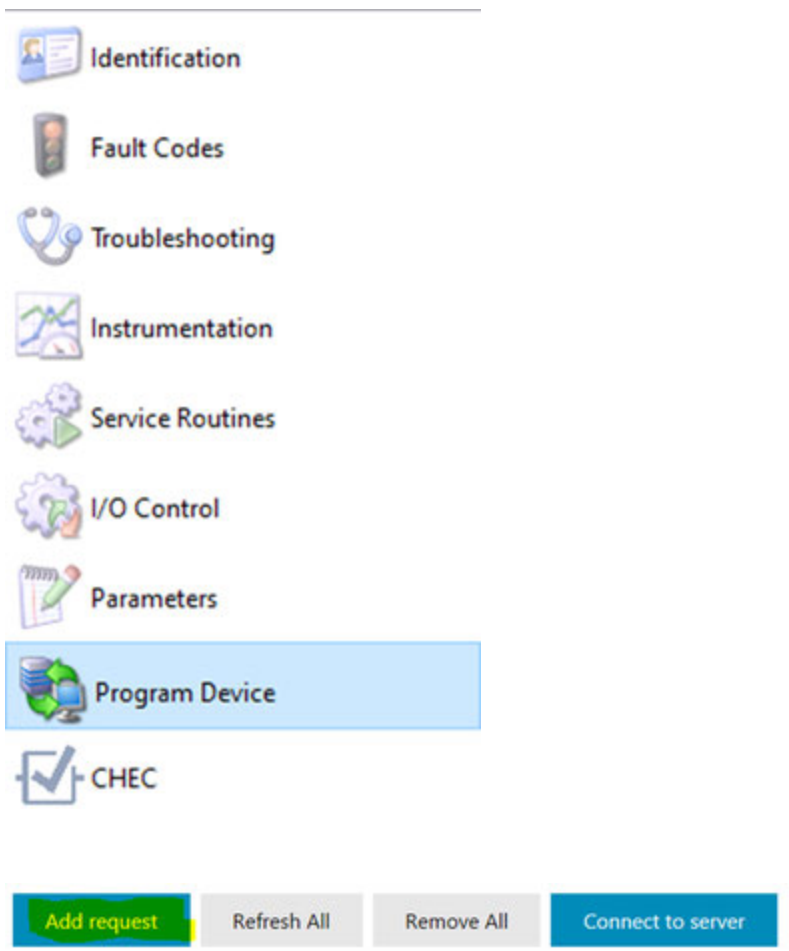 Identification
Fault Codes
Troubleshooting
Instrumentation
Service Routines
I/O Control
Parameters
Program Device
CHEC
Add request Refresh All Remove All Connect to server